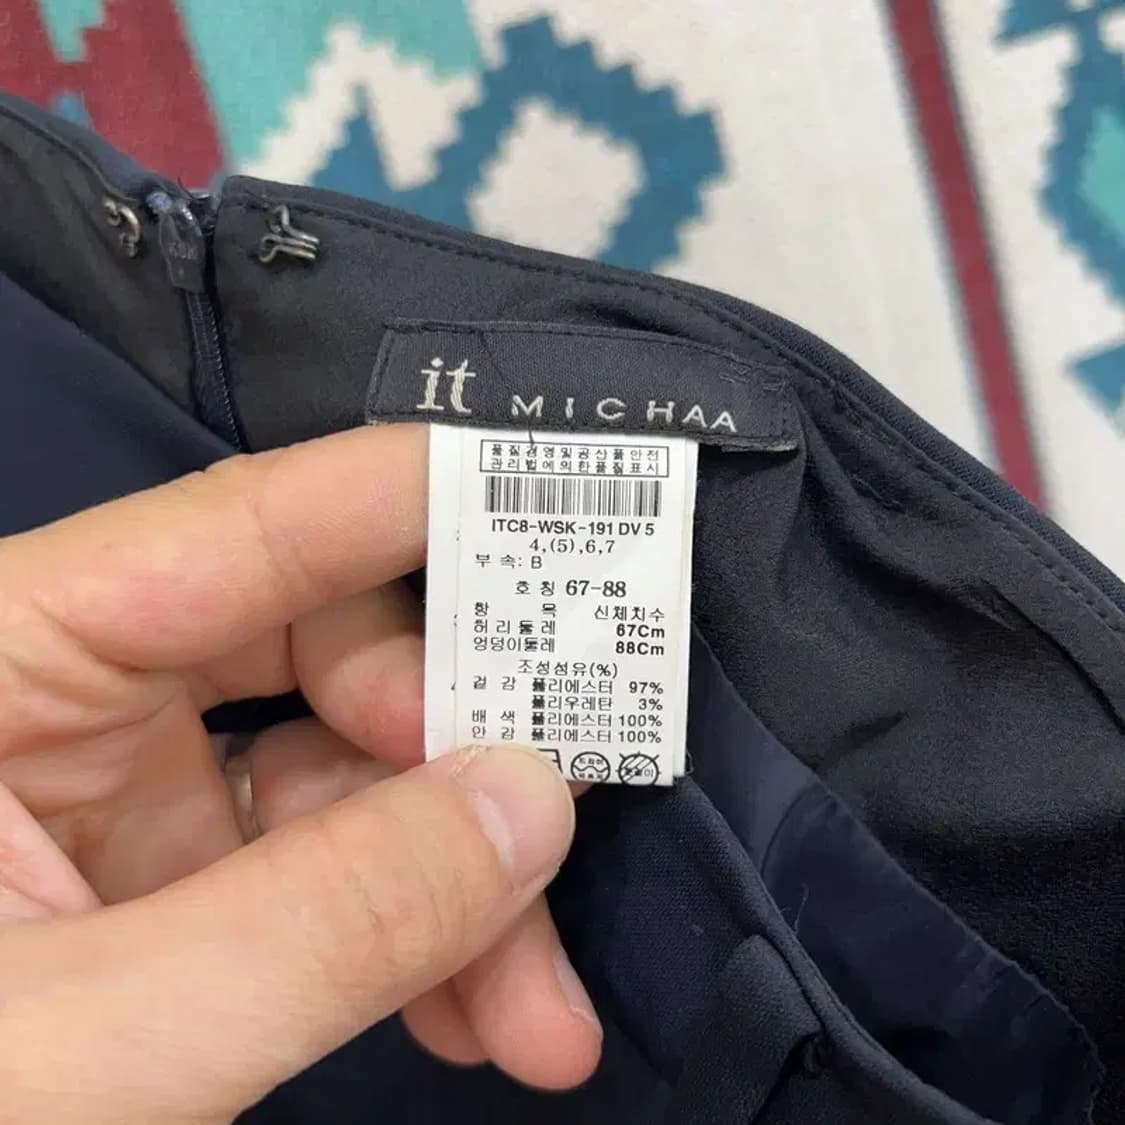 it MICHAA
품질경영및공산품안전
관리법에의한품질표시
ITC8-WSK-191 DV 5
4,(5),6,7
부 속: B
호 칭 67-88
항 목 신체치수
허리둘레 67Cm
엉덩이둘레 88Cm
조성섬유(%)
겉 감 폴리에스터 97%
폴리우레탄 3%
배 색 폴리에스터 100%
안 감 폴리에스터 100%
드라이